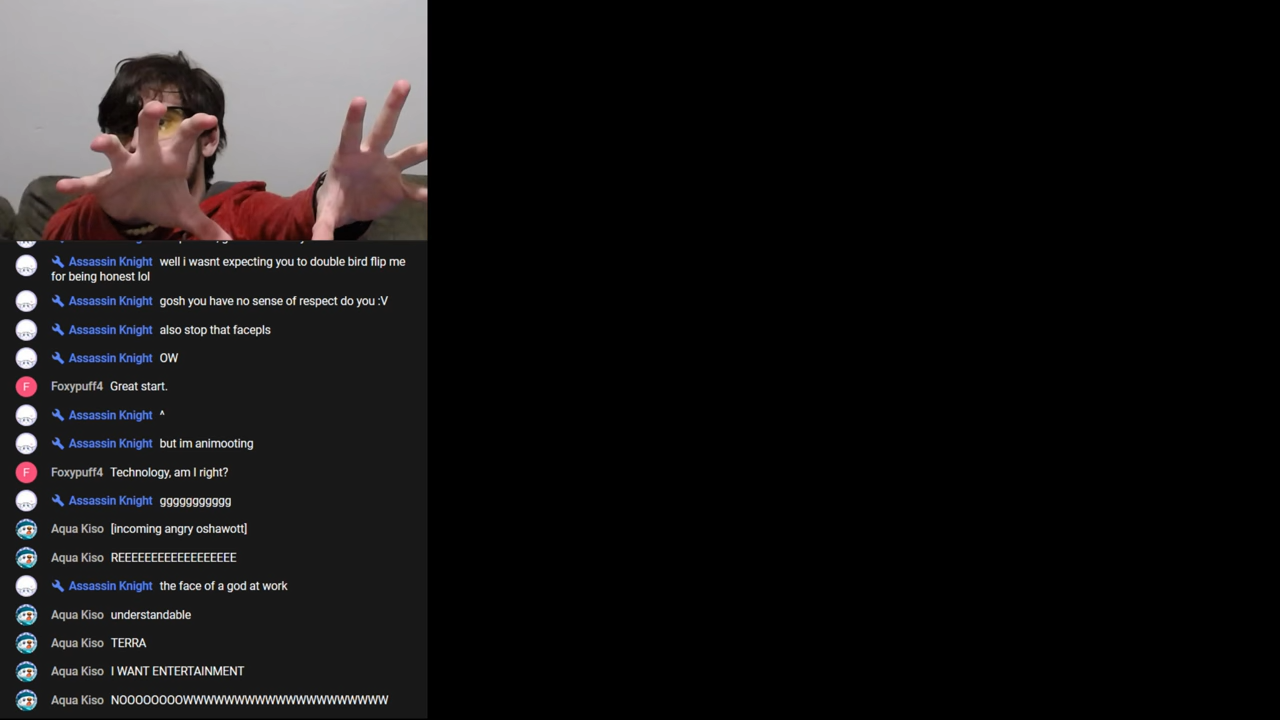 Assassin Knight well i wasnt expecting you to double bird flip me
for being honest lol
Assassin Knight gosh you have no sense of respect do you :V
Assassin Knight also stop that facepls
Assassin Knight OW
F Foxypuff4 Great start.
Assassin Knight ^
Assassin Knight but im animooting
F Foxypuff4 Technology, am I right?
Assassin Knight ggggggggggg
Aqua Kiso [incoming angry oshawott]
Aqua Kiso REEEEEEEEEEEEEEEEEE
Assassin Knight the face of a god at work
Aqua Kiso understandable
Aqua Kiso TERRA
Aqua Kiso I WANT ENTERTAINMENT
Aqua Kiso NOOOOOOOOWWWWWWWWWWWWWWWWWWWWW